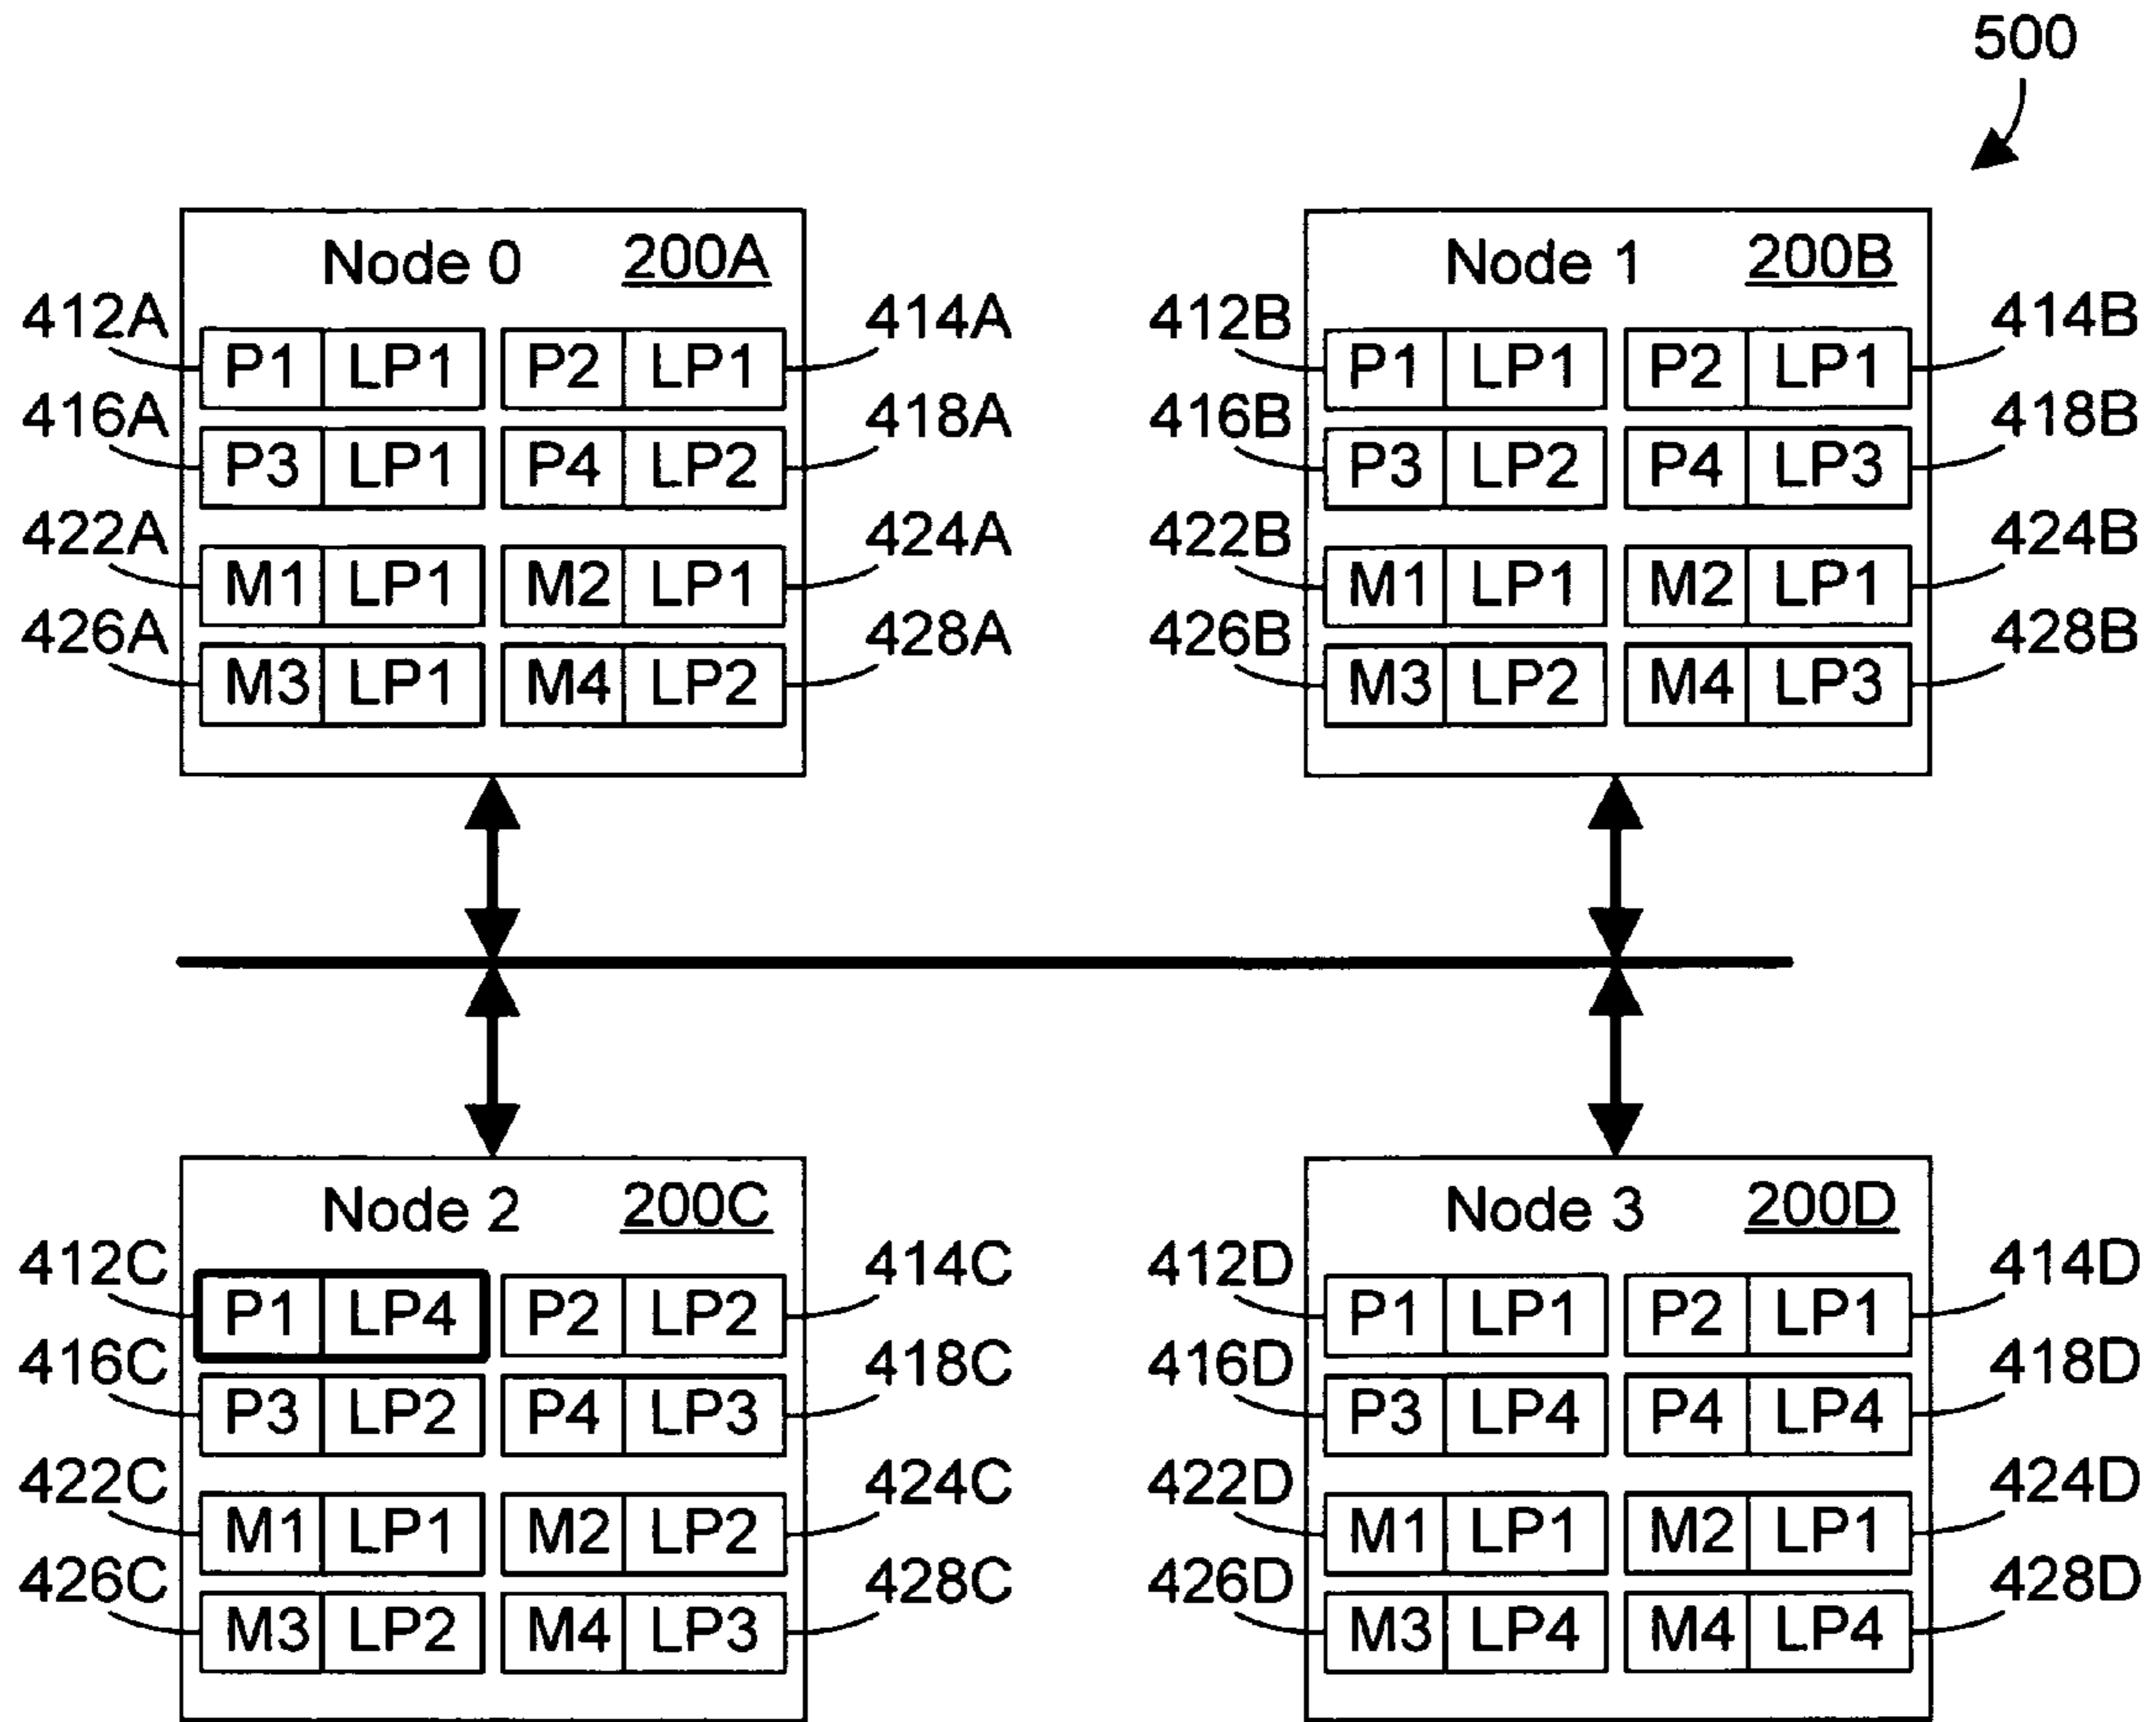 500
Node 0 200A
412A P1 LP1 P2 LP1 414A
416A P3 LP1 P4 LP2 418A
422A M1 LP1 M2 LP1 424A
426A M3 LP1 M4 LP2 428A
Node 1 200B
412B P1 LP1 P2 LP1 414B
416B P3 LP2 P4 LP3 418B
422B M1 LP1 M2 LP1 424B
426B M3 LP2 M4 LP3 428B
Node 2 200C
412C P1 LP4 P2 LP2 414C
416C P3 LP2 P4 LP3 418C
422C M1 LP1 M2 LP2 424C
426C M3 LP2 M4 LP3 428C
Node 3 200D
412D P1 LP1 P2 LP1 414D
416D P3 LP4 P4 LP4 418D
422D M1 LP1 M2 LP1 424D
426D M3 LP4 M4 LP4 428D